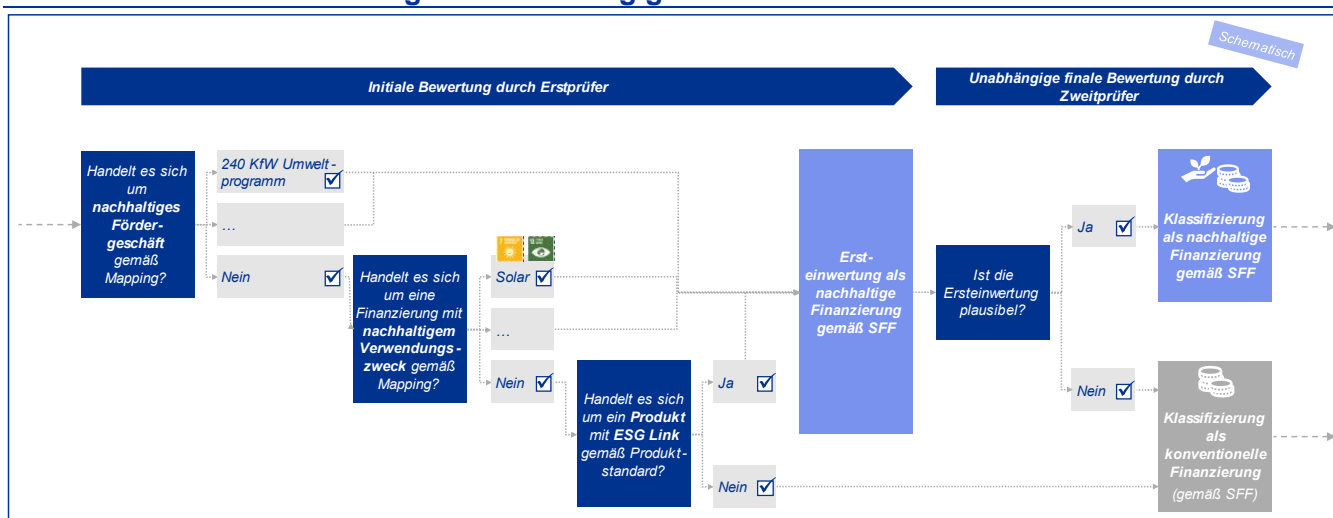 Schematisch
Initiale Bewertung durch Erstprüfer
Unabhängige finale Bewertung durch
Zweitprüfer
Handelt es sich
um
nachhaltiges
Förder-
geschäft
gemäß
Mapping?
240 KfW Umwelt-
programm
…
Nein
Handelt es sich
um eine
Finanzierung mit
nachhaltigem
Verwendungs-
zweck gemäß
Mapping?
Solar
…
Nein
Handelt es sich
um ein Produkt
mit ESG Link
gemäß Produkt-
standard?
Ja
Nein
Erst-
einwertung als
nachhaltige
Finanzierung
gemäß SFF
Ist die
Ersteinwertung
plausibel?
Ja
Nein
Klassifizierung
als nachhaltige
Finanzierung
gemäß SFF
Klassifizierung
als
konventionelle
Finanzierung
(gemäß SFF)